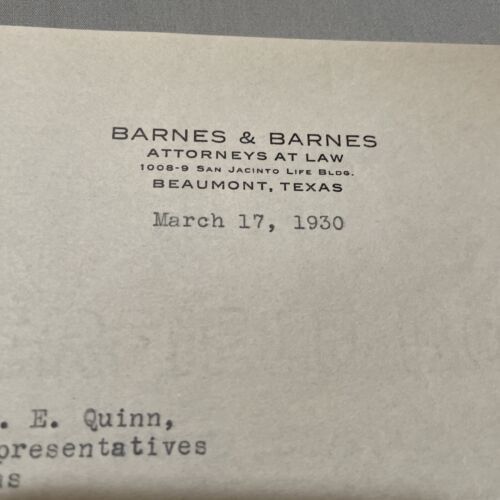 BARNES & BARNES
ATTORNEYS AT LAW
1008-9 SAN JACINTO LIFE BLDG.
BEAUMONT, TEXAS
March 17, 1930
. E. Quinn,
presentatives
as